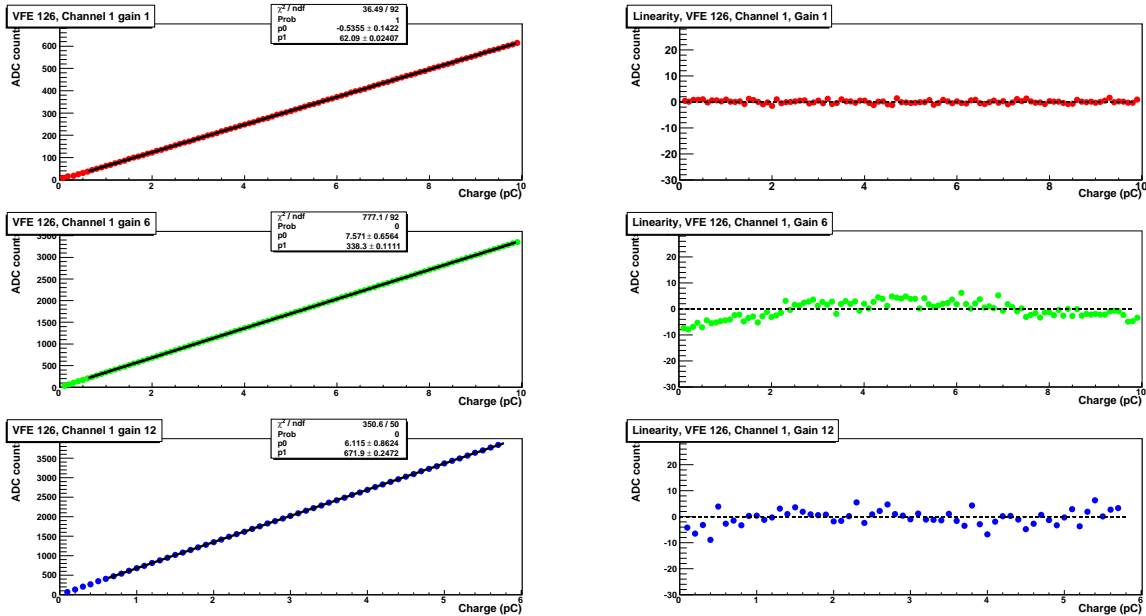 VFE 126, Channel 1 gain 1
χ² / ndf 36.49 / 92
Prob 1
p0 -0.5355 ± 0.1422
p1 62.09 ± 0.02407
ADC counts
600
500
400
300
200
100
0
0 2 4 6 8 10
Charge (pC)
Linearity, VFE 126, Channel 1, Gain 1
ADC counts
20
10
0
-10
-20
-30
0 2 4 6 8 10
Charge (pC)
VFE 126, Channel 1 gain 6
χ² / ndf 777.1 / 92
Prob 0
p0 7.571 ± 0.6564
p1 338.3 ± 0.1111
ADC counts
3500
3000
2500
2000
1500
1000
500
0
0 2 4 6 8 10
Charge (pC)
Linearity, VFE 126, Channel 1, Gain 6
ADC counts
20
10
0
-10
-20
-30
0 2 4 6 8 10
Charge (pC)
VFE 126, Channel 1 gain 12
χ² / ndf 350.6 / 50
Prob 0
p0 6.115 ± 0.8624
p1 671.9 ± 0.2472
ADC counts
3500
3000
2500
2000
1500
1000
500
0
0 1 2 3 4 5 6
Charge (pC)
Linearity, VFE 126, Channel 1, Gain 12
ADC counts
20
10
0
-10
-20
-30
0 1 2 3 4 5 6
Charge (pC)